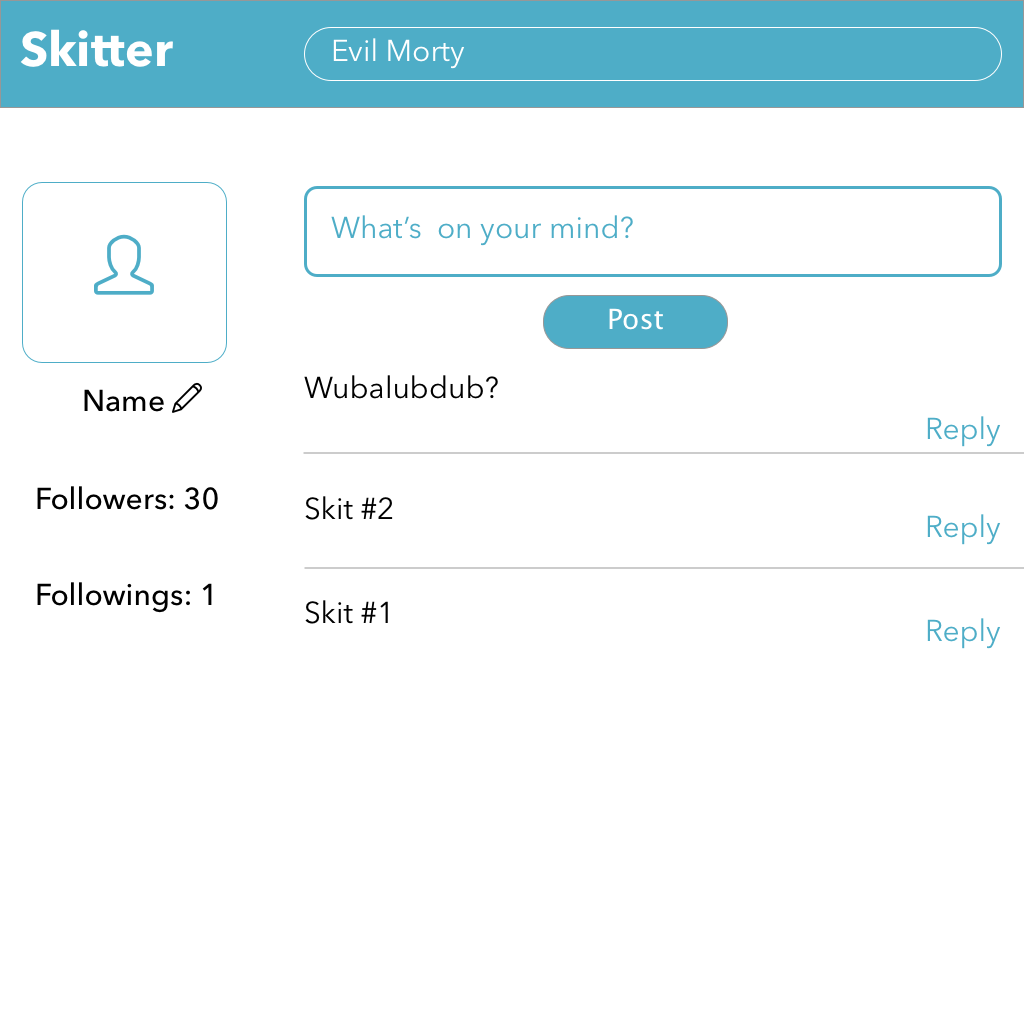 Skitter
Evil Morty
What’s  on your mind?
Post
Name
Followers: 30
Followings: 1
Wubalubdub?
Reply
Skit #2
Reply
Skit #1
Reply